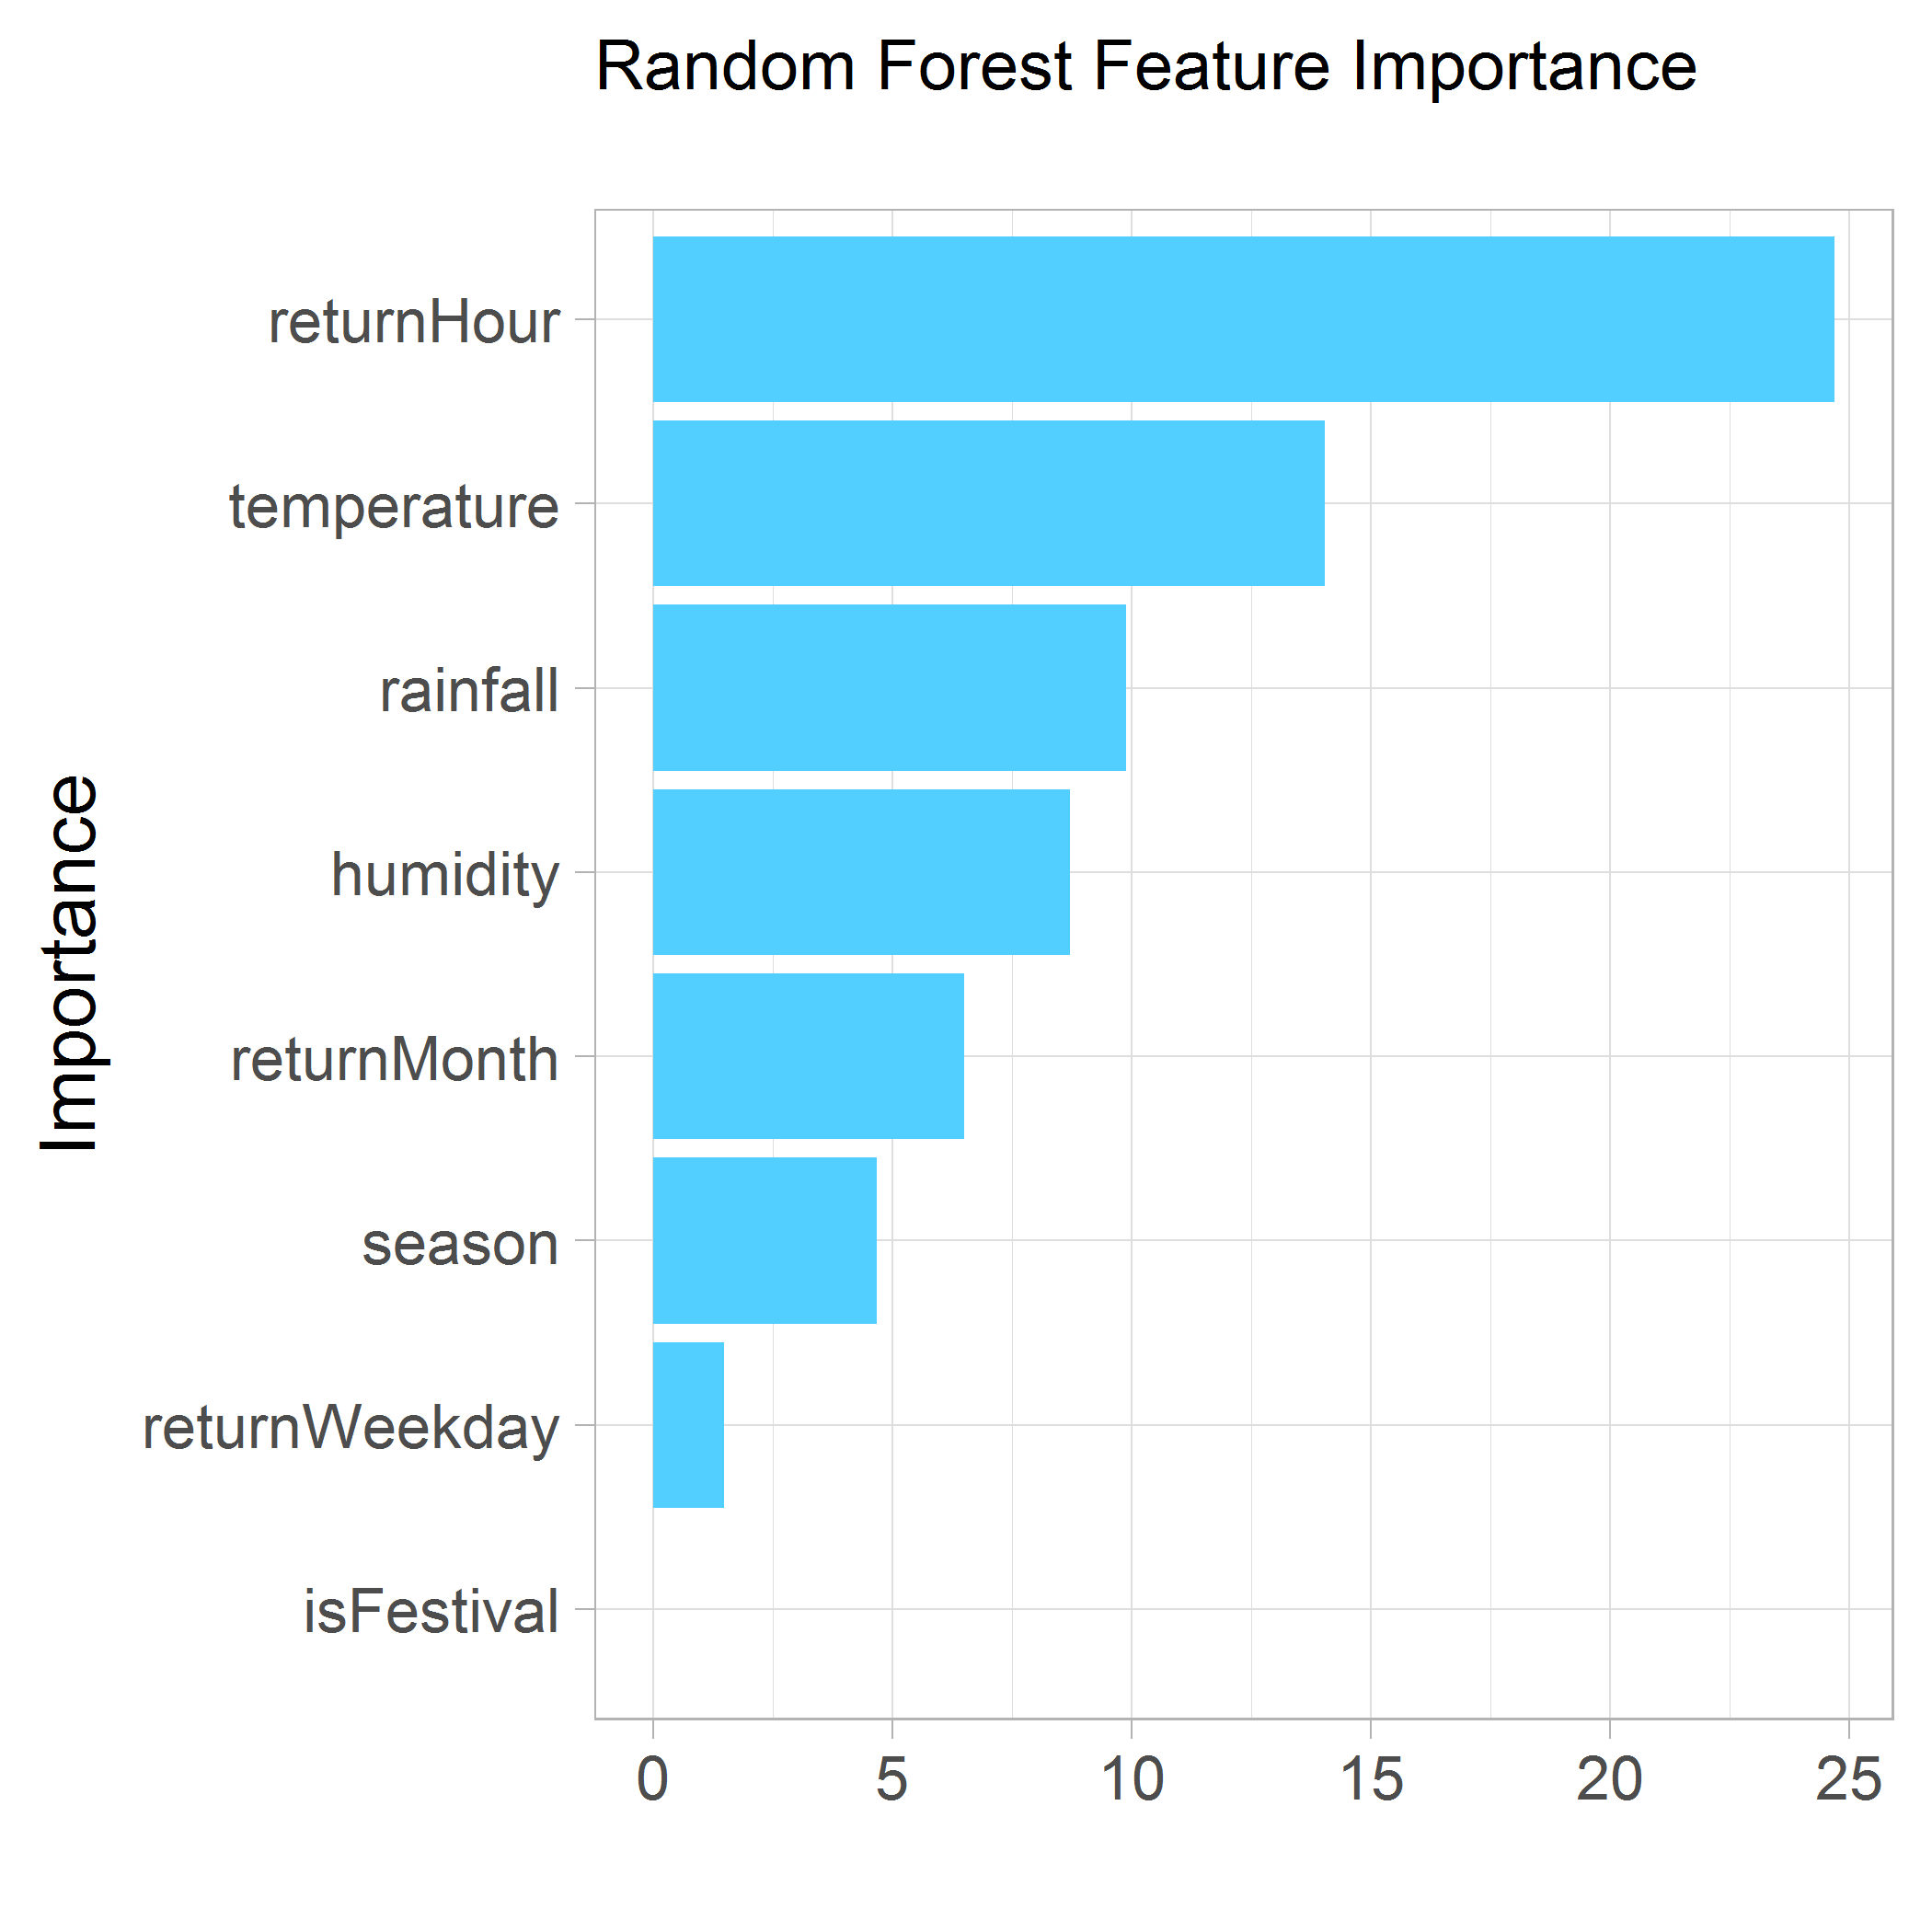 Random Forest Feature Importance
Importance
returnHour
temperature
rainfall
humidity
returnMonth
season
returnWeekday
isFestival
0 5 10 15 20 25